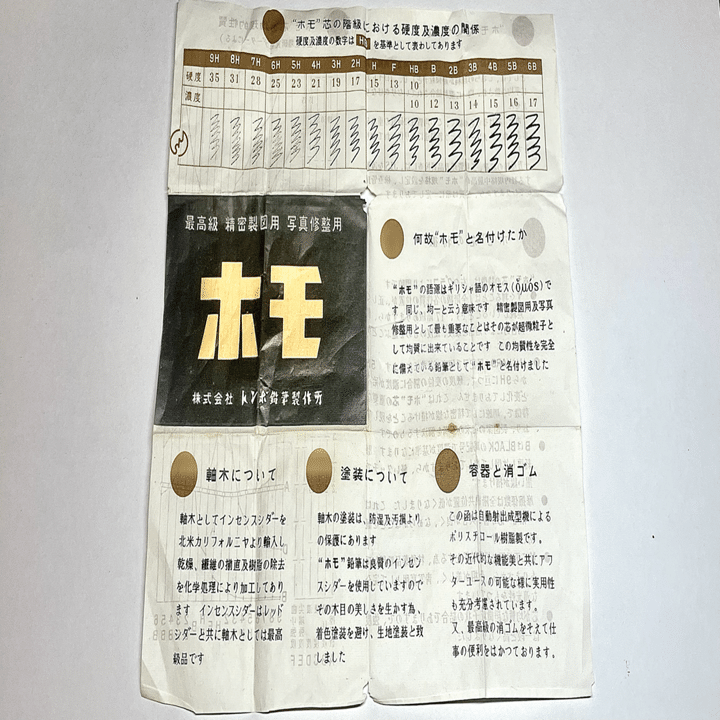 "ホモ"芯の階級における硬度及濃度の関係
硬度及濃度の数字は HB を基準として表わしてあります
9H 8H 7H 6H 5H 4H 3H 2H H F HB B 2B 3B 4B 5B 6B
硬度 35 31 28 25 23 21 19 17 15 13 10
濃度 10 12 13 14 15 16 17
最高級 精密製図用 写真修整用
ホモ
株式会社 トンボ鉛筆製作所
何故"ホモ"と名付けたか
"ホモ"の語源はギリシャ語のオモス(ὁμός)で
す 同じ、均一と云う意味です 精密製図用及写真
修整用として最も重要なことはその芯が超微粒子と
して均質に出来ていることです この均質性を完全
に備えている鉛筆として"ホモ"と名付けました
軸木について
軸木としてインセンスシダーを
北米カリフォルニヤより輸入し
乾燥、繊維の揃直及樹脂の除去
を化学処理により加工してあり
ます インセンスシダーはレッド
シダーと共に軸木としては最高
級品です
塗装について
軸木の塗装は、防湿及汚損より
の保護にあります
"ホモ"鉛筆は良質のインセン
スシダーを使用していますので
その木目の美しさを生かす為、
着色塗装を避け、生地塗装と致
しました
容器と消ゴム
この函は自動射出成型機による
ポリスチロール樹脂製です。
その近代的な機能美と共にアフ
ターユースの可能な様に実用性
も充分考慮されています。
又、最高級の消ゴムをそえて仕
事の便利をはかつております。